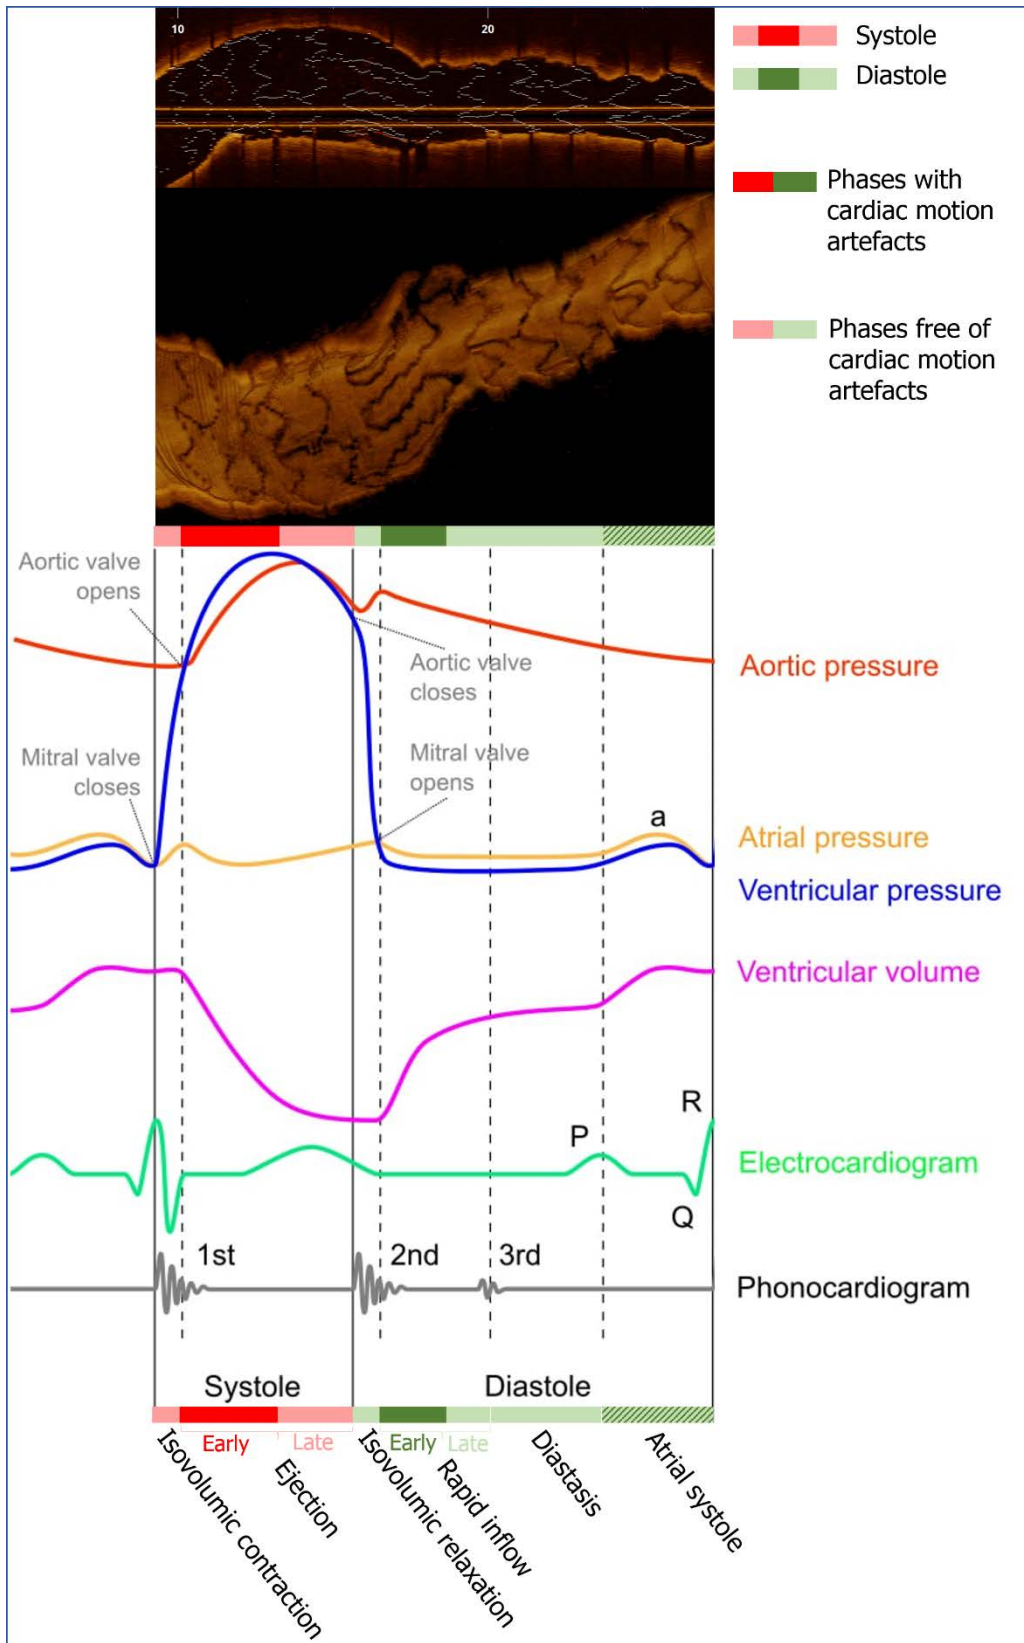 10
20
Systole
Diastole
Phases with
cardiac motion
artefacts
Phases free of
cardiac motion
artefacts
Aortic valve
opens
Aortic valve
closes
Aortic pressure
Mitral valve
closes
Mitral valve
opens
a
Atrial pressure
Ventricular pressure
Ventricular volume
R
P
Electrocardiogram
Q
1st
2nd
3rd
Phonocardiogram
Systole
Diastole
Early
Late
Early
Late
Isovolumic contraction
Ejection
Isovolumic relaxation
Rapid inflow
Diastasis
Atrial systole